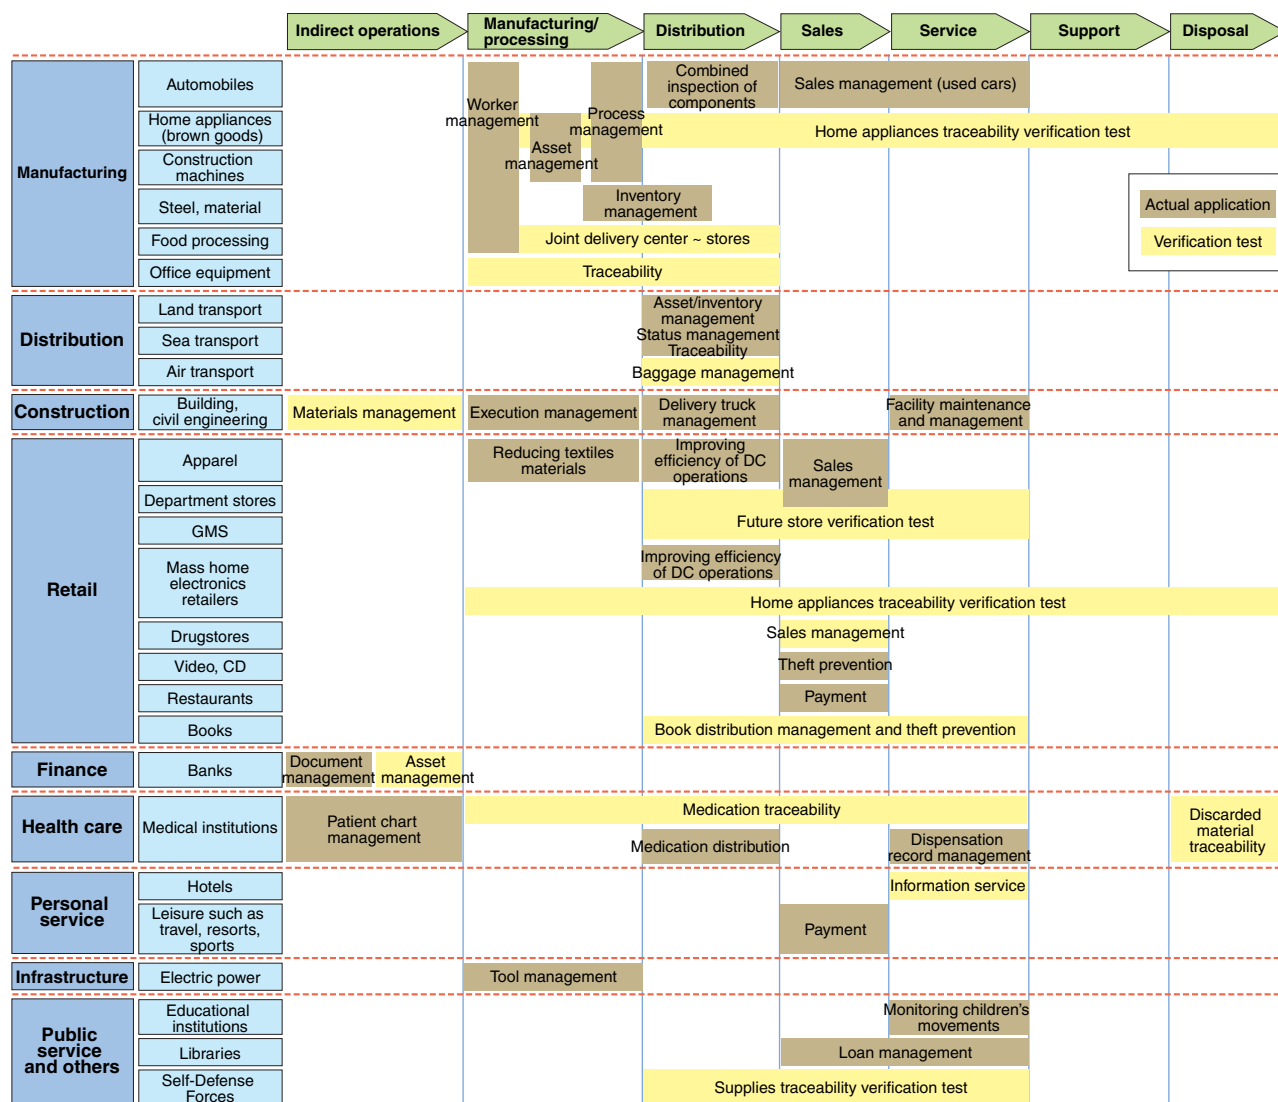 Indirect operations
Manufacturing/
processing
Distribution
Sales
Service
Support
Disposal
Manufacturing
Automobiles
Home appliances
(brown goods)
Construction
machines
Steel, material
Food processing
Office equipment
Worker
management
Asset
management
Process
management
Combined
inspection of
components
Sales management (used cars)
Home appliances traceability verification test
Inventory
management
Joint delivery center ~ stores
Traceability
Actual application
Verification test
Distribution
Land transport
Sea transport
Air transport
Asset/inventory
management
Status management
Traceability
Baggage management
Construction
Building,
civil engineering
Materials management
Execution management
Delivery truck
management
Facility maintenance
and management
Retail
Apparel
Department stores
GMS
Mass home
electronics
retailers
Drugstores
Video, CD
Restaurants
Books
Reducing textiles
materials
Improving
efficiency of DC
operations
Sales
management
Future store verification test
Improving efficiency
of DC operations
Home appliances traceability verification test
Sales management
Theft prevention
Payment
Book distribution management and theft prevention
Finance
Banks
Document
management
Asset
management
Health care
Medical institutions
Patient chart
management
Medication traceability
Medication distribution
Dispensation
record management
Discarded
material
traceability
Personal
service
Hotels
Leisure such as
travel, resorts,
sports
Information service
Payment
Infrastructure
Electric power
Tool management
Public
service
and others
Educational
institutions
Libraries
Self-Defense
Forces
Monitoring children's
movements
Loan management
Supplies traceability verification test